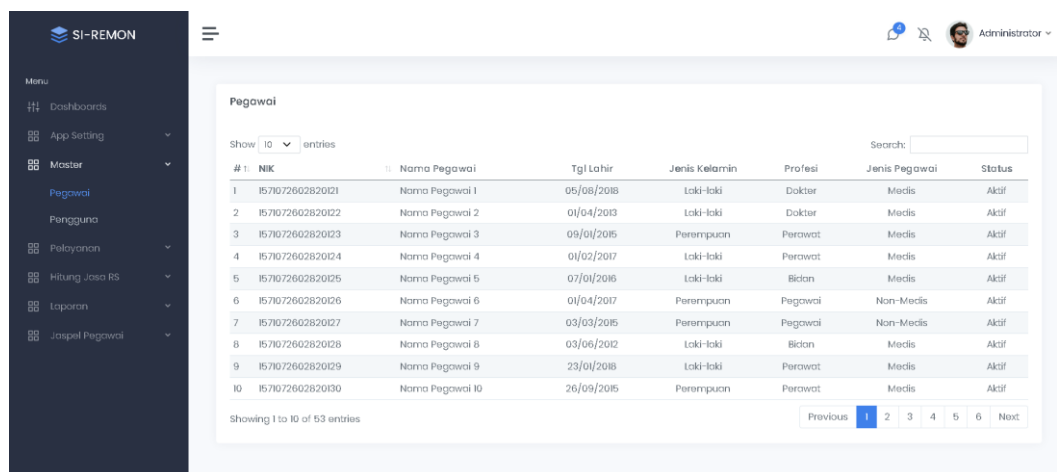 SI-REMON
4
Administrator
Menu
Dashboards
App Setting
Master
Pegawai
Pengguna
Pelayanan
Hitung Jasa RS
Laporan
Jaspel Pegawai
Pegawai
Show 10 entries
Search:
# NIK Nama Pegawai Tgl Lahir Jenis Kelamin Profesi Jenis Pegawai Status
1 1571072602820121 Nama Pegawai 1 05/08/2018 Laki-laki Dokter Medis Aktif
2 1571072602820122 Nama Pegawai 2 01/04/2013 Laki-laki Dokter Medis Aktif
3 1571072602820123 Nama Pegawai 3 09/01/2015 Perempuan Perawat Medis Aktif
4 1571072602820124 Nama Pegawai 4 01/02/2017 Laki-laki Perawat Medis Aktif
5 1571072602820125 Nama Pegawai 5 07/01/2016 Laki-laki Bidan Medis Aktif
6 1571072602820126 Nama Pegawai 6 01/04/2017 Perempuan Pegawai Non-Medis Aktif
7 1571072602820127 Nama Pegawai 7 03/03/2015 Perempuan Pegawai Non-Medis Aktif
8 1571072602820128 Nama Pegawai 8 03/06/2012 Laki-laki Bidan Medis Aktif
9 1571072602820129 Nama Pegawai 9 23/01/2018 Laki-laki Perawat Medis Aktif
10 1571072602820130 Nama Pegawai 10 26/09/2015 Perempuan Perawat Medis Aktif
Showing 1 to 10 of 53 entries
Previous 1 2 3 4 5 6 Next